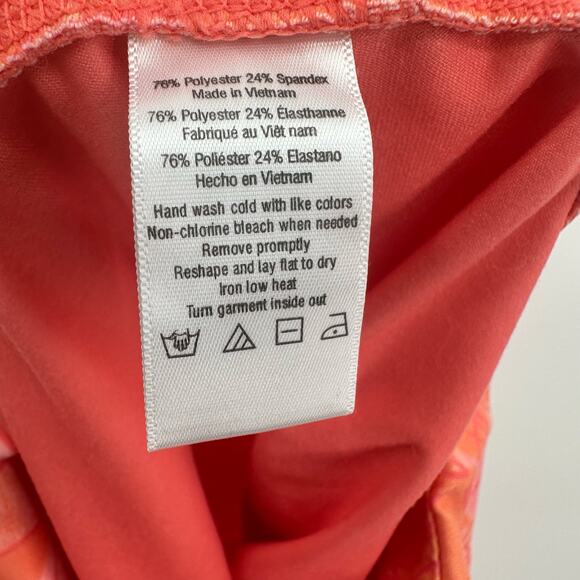 76% Polyester 24% Spandex
Made in Vietnam
76% Polyester 24% Élasthanne
Fabriqué au Viêt nam
76% Poliéster 24% Elastano
Hecho en Vietnam
Hand wash cold with like colors
Non-chlorine bleach when needed
Remove promptly
Reshape and lay flat to dry
Iron low heat
Turn garment inside out